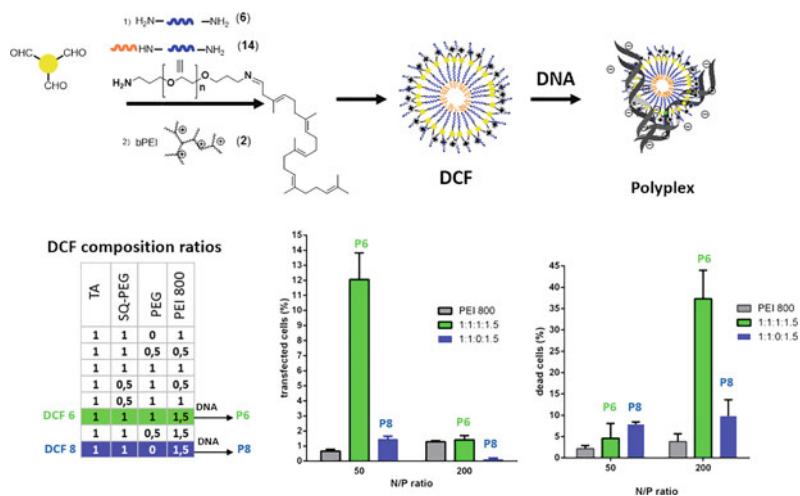 1) H₂N NH₂ (6)
CHO
OHC HN NH₂ (14)
CHO
H₂N O O n N
2) bPEI (2)
DNA
DCF
Polyplex
DCF composition ratios
TA SQ-PEG PEG PEI 800
1 1 0 1
1 1 0,5 0,5
1 1 1 1
1 0,5 1 0,5
1 0,5 1 1
DCF 6 1 1 1 1,5 DNA P6
1 1 0,5 1,5
DCF 8 1 1 0 1,5 DNA P8
transfected cells (%)
15
14
13
12
11
10
9
8
7
6
5
4
3
2
1
0
P6
P8
P6
P8
PEI 800
1:1:1:1.5
1:1:0:1.5
50 200
N/P ratio
dead cells (%)
45
40
35
30
25
20
15
10
5
0
P6
P8
P6
P8
PEI 800
1:1:1:1.5
1:1:0:1.5
50 200
N/P ratio